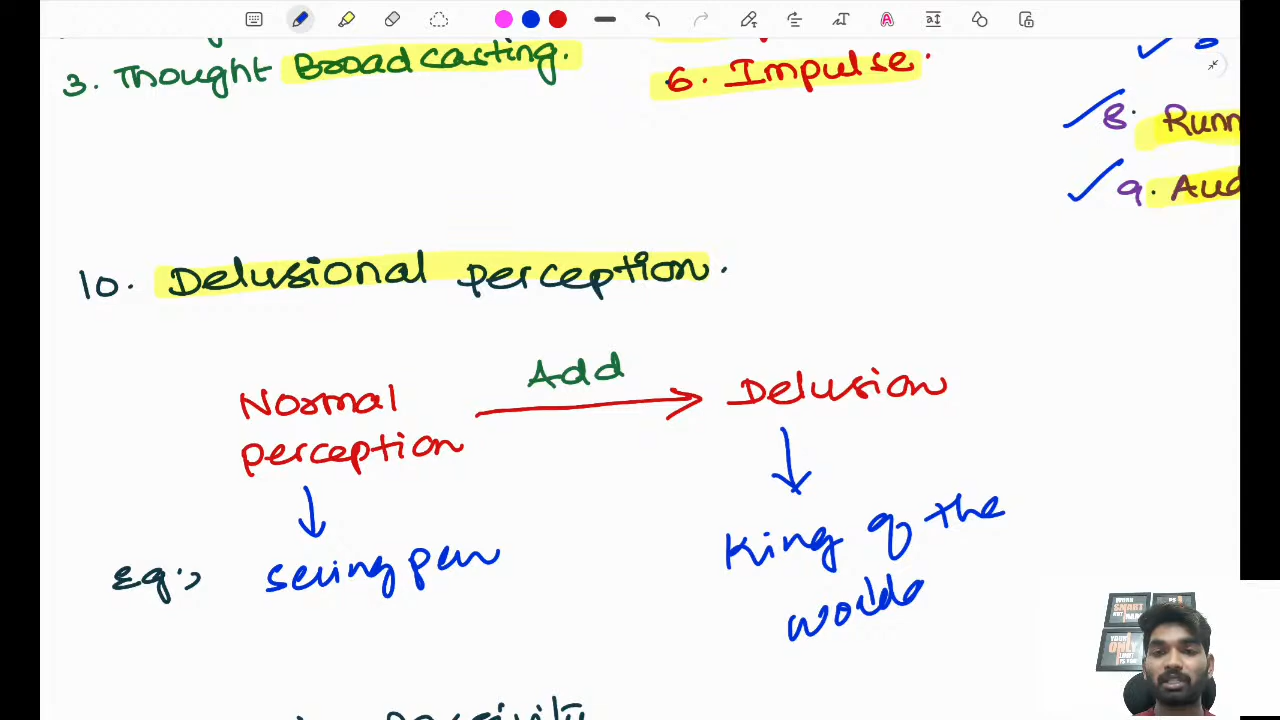 3. Thought Broadcasting.
6. Impulse.
8. Runn
9. Aud
10. Delusional perception.
Normal
perception
Add
Delusion
Eg:,
seeing pen
King of the
world
Passivity